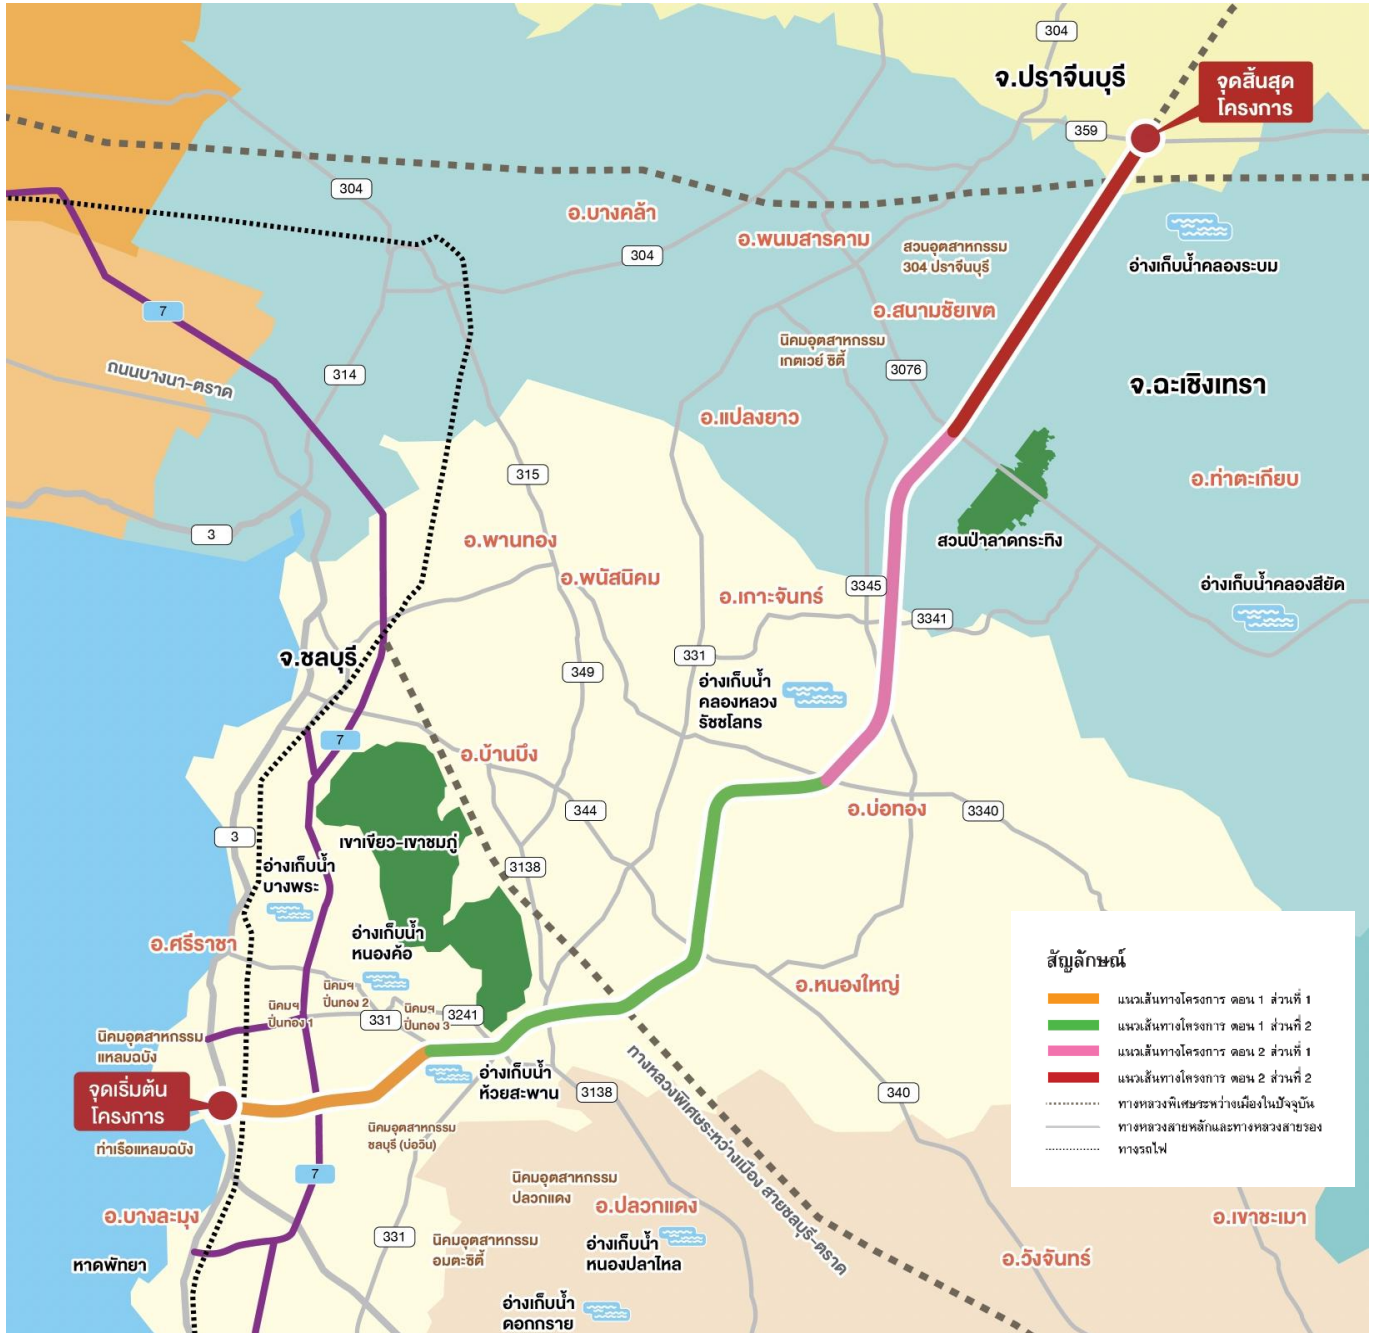 304
จ.ปราจีนบุรี
จุดสิ้นสุด
โครงการ
359
304
อ.บางคล้า
อ.พนมสารคาม
304
สวนอุตสาหกรรม
304 ปราจีนบุรี
อ่างเก็บน้ำคลองระบม
7
อ.สนามชัยเขต
นิคมอุตสาหกรรม
เกตเวย์ ซิตี้
ถนนบางนา-ตราด
314
3076
จ.ฉะเชิงเทรา
อ.แปลงยาว
315
อ.ท่าตะเกียบ
3
อ.พานทอง
สวนป่าลาดกระทิง
อ.พนัสนิคม
อ.เกาะจันทร์
3345
อ่างเก็บน้ำคลองสียัด
3341
จ.ชลบุรี
349
331
อ่างเก็บน้ำ
คลองหลวง
รัชชโลทร
7
อ.บ้านบึง
344
อ.บ่อทอง
3340
3
เขาเขียว-เขาชมภู่
อ่างเก็บน้ำ
บางพระ
3138
อ.ศรีราชา
อ่างเก็บน้ำ
หนองค้อ
อ.หนองใหญ่
นิคมฯ
ปิ่นทอง 2
นิคมฯ
ปิ่นทอง 1
331
นิคมฯ
ปิ่นทอง 3
3241
นิคมอุตสาหกรรม
แหลมฉบัง
จุดเริ่มต้น
โครงการ
อ่างเก็บน้ำ
ห้วยสะพาน
3138
ทางหลวงพิเศษระหว่างเมือง สายชลบุรี-ตราด
340
ท่าเรือแหลมฉบัง
นิคมอุตสาหกรรม
ชลบุรี (บ่อวิน)
7
นิคมอุตสาหกรรม
ปลวกแดง
อ.ปลวกแดง
อ.บางละมุง
331
นิคมอุตสาหกรรม
อมตะซิตี้
อ่างเก็บน้ำ
หนองปลาไหล
หาดพัทยา
อ.วังจันทร์
อ.เขาชะเมา
อ่างเก็บน้ำ
ดอกกราย
สัญลักษณ์
แนวเส้นทางโครงการ ตอน 1 ส่วนที่ 1
แนวเส้นทางโครงการ ตอน 1 ส่วนที่ 2
แนวเส้นทางโครงการ ตอน 2 ส่วนที่ 1
แนวเส้นทางโครงการ ตอน 2 ส่วนที่ 2
ทางหลวงพิเศษระหว่างเมืองในปัจจุบัน
ทางหลวงสายหลักและทางหลวงสายรอง
ทางรถไฟ